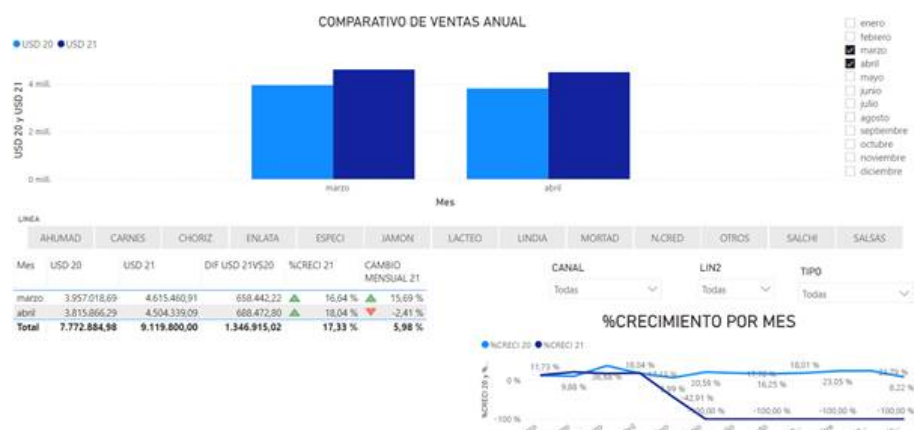 COMPARATIVO DE VENTAS ANUAL
USD 20 USD 21
USD 20 y USD 21
4 mill.
2 mill.
0 mill.
marzo abril
Mes
enero
febrero
marzo
abril
mayo
junio
julio
agosto
septiembre
octubre
noviembre
diciembre
LINEA
AHUMAD CARNES CHORIZ ENLATA ESPECI JAMON LACTEO LINDIA MORTAD N.CRED OTROS SALCHI SALSAS
Mes USD 20 USD 21 DIF USD 21VS20 %CRECI 21 CAMBIO MENSUAL 21
marzo 3.957.018,69 4.615.460,91 658.442,22 16,64 % 15,69 %
abril 3.815.866,29 4.504.339,09 688.472,80 18,04 % -2,41 %
Total 7.772.884,98 9.119.800,00 1.346.915,02 17,33 % 5,98 %
CANAL
Todas
LIN2
Todas
TIPO
Todas
%CRECIMIENTO POR MES
%CRECI 20 %CRECI 21
%CRECI 20 y %...
0 %
-100 %
11,73 % 18,04 % 18,01 %
9,88 % 20,59 % 16,25 % 23,05 % 8,22 %
-42,91 %
-100,00 % -100,00 % -100,00 % -100,00 %